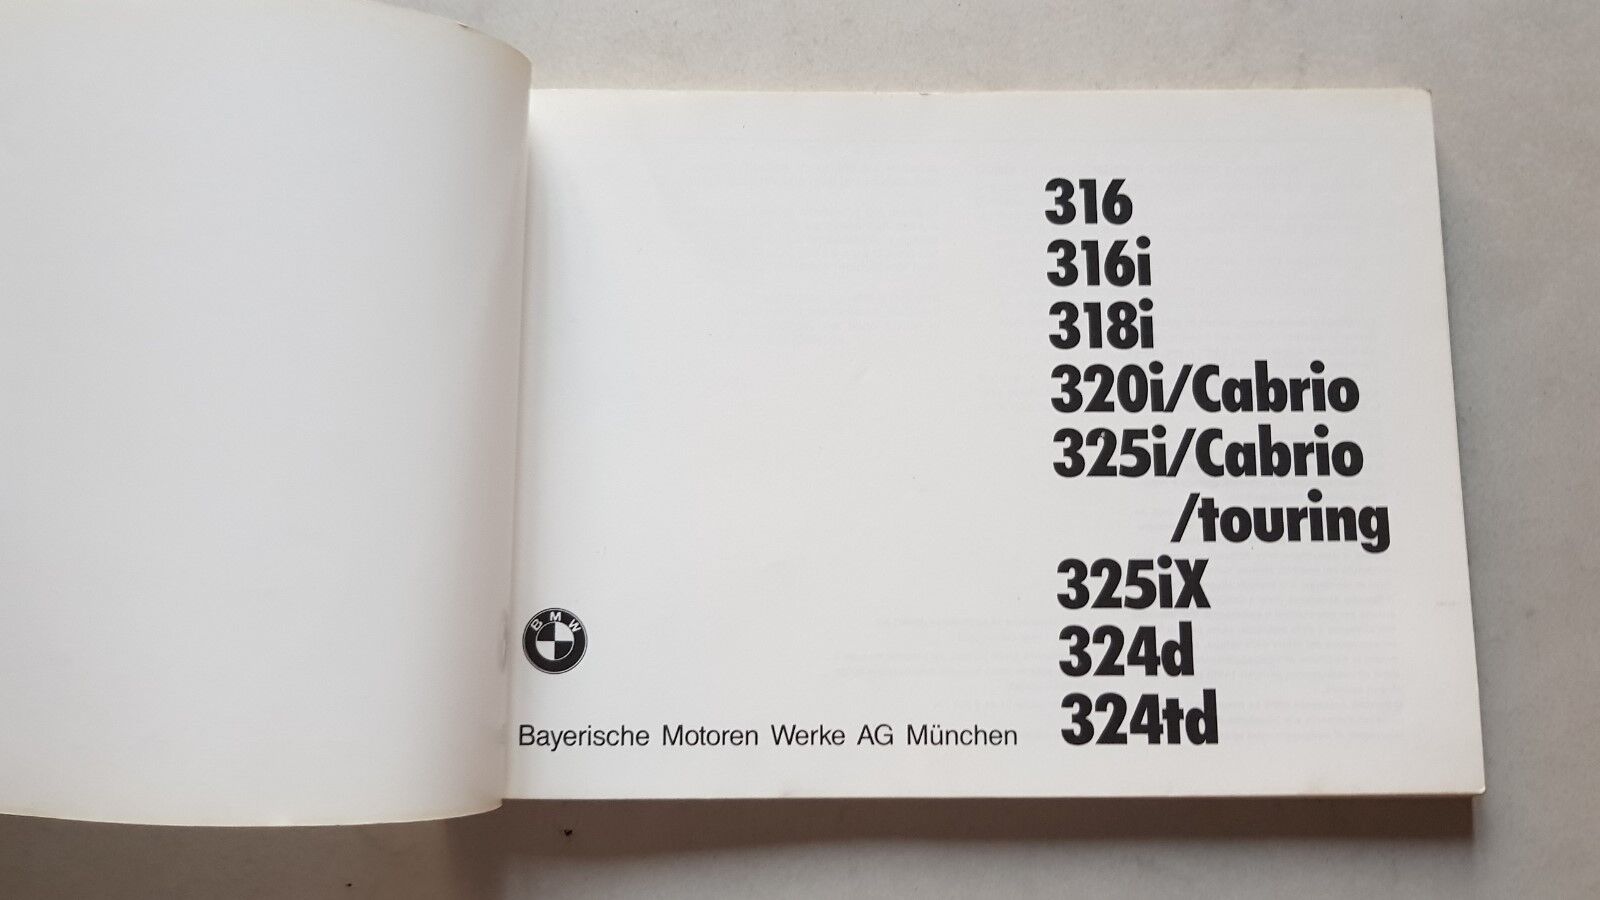 316
316i
318i
320i/Cabrio
325i/Cabrio
/touring
325iX
324d
324td
BMW
Bayerische Motoren Werke AG München